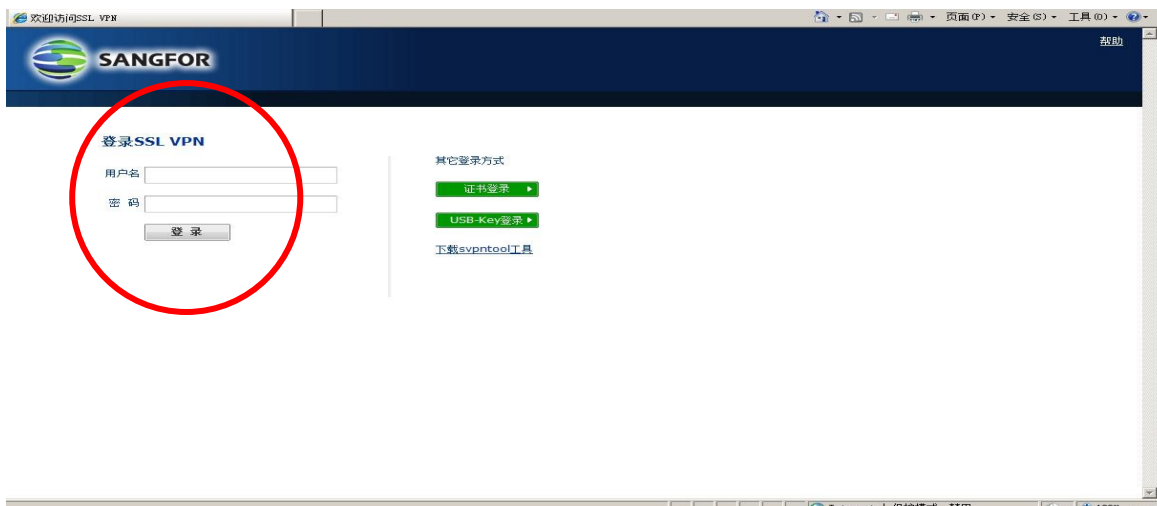 欢迎访问SSL VPN
页面(P) 安全(S) 工具(O)
帮助
SANGFOR
登录SSL VPN
用户名
密 码
登 录
其它登录方式
证书登录
USB-Key登录
下载svpntool工具